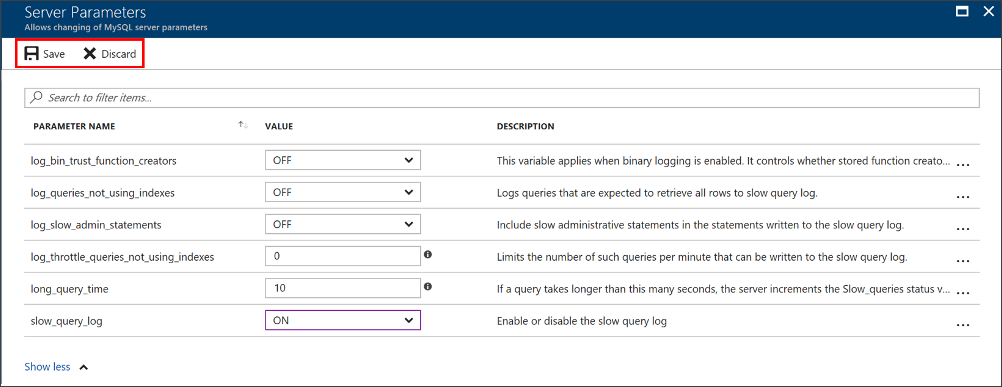 Server Parameters
Allows changing of MySQL server parameters
Save Discard
Search to filter items...
PARAMETER NAME VALUE DESCRIPTION
log_bin_trust_function_creators OFF This variable applies when binary logging is enabled. It controls whether stored function creato... ...
log_queries_not_using_indexes OFF Logs queries that are expected to retrieve all rows to slow query log. ...
log_slow_admin_statements OFF Include slow administrative statements in the statements written to the slow query log. ...
log_throttle_queries_not_using_indexes 0 Limits the number of such queries per minute that can be written to the slow query log. ...
long_query_time 10 If a query takes longer than this many seconds, the server increments the Slow_queries status v... ...
slow_query_log ON Enable or disable the slow query log ...
Show less